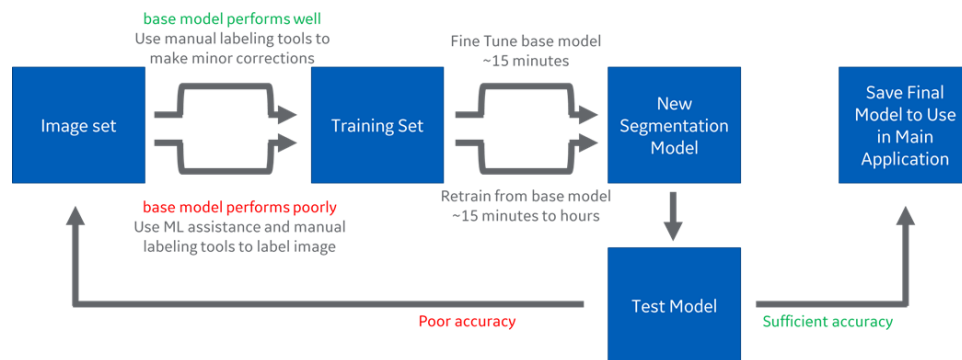 base model performs well
Use manual labeling tools to
make minor corrections
Fine Tune base model
~15 minutes
Image set
Training Set
New
Segmentation
Model
Save Final
Model to Use
in Main
Application
base model performs poorly
Use ML assistance and manual
labeling tools to label image
Retrain from base model
~15 minutes to hours
Test Model
Poor accuracy
Sufficient accuracy